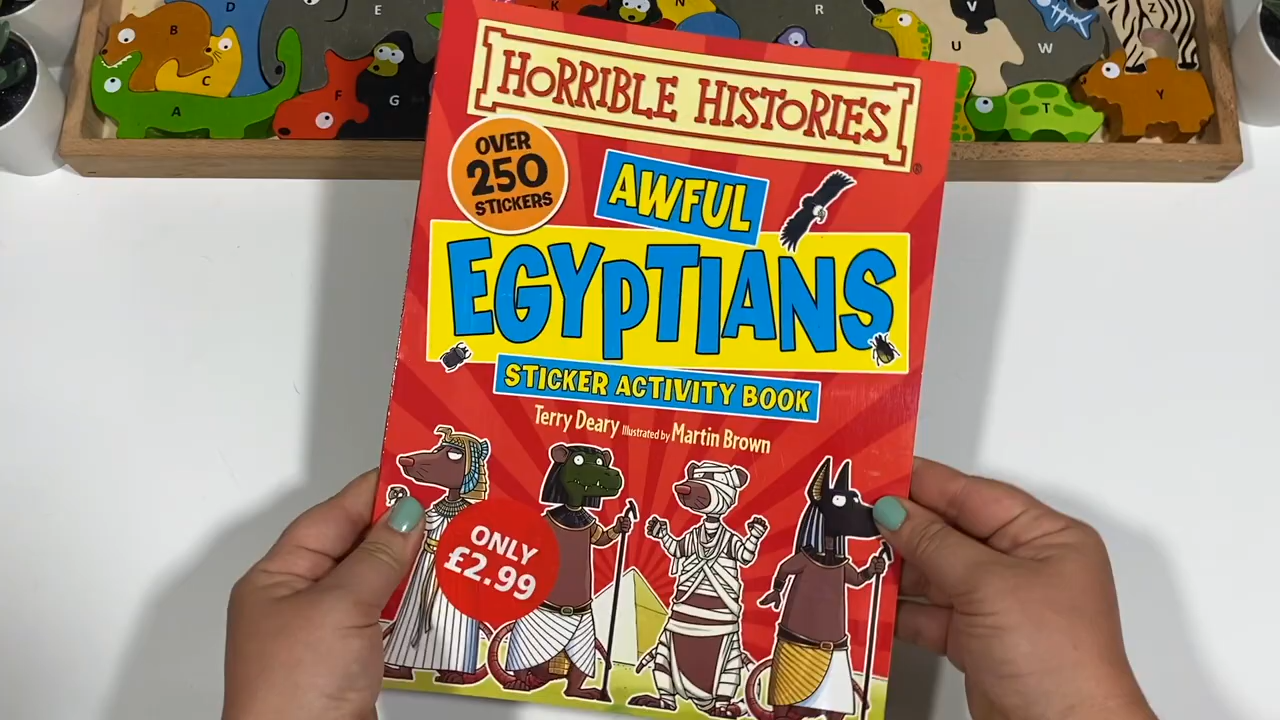 B
D
E
K
N
R
V
Z
A
C
F
G
U
W
T
Y
HORRIBLE HISTORIES
®
OVER
250
STICKERS
AWFUL
EGYPTIANS
STICKER ACTIVITY BOOK
Terry Deary Illustrated by Martin Brown
ONLY
£2.99